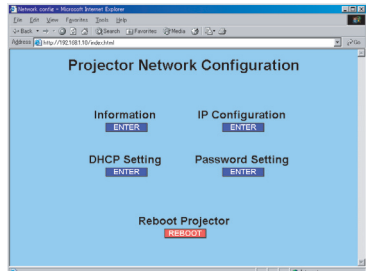 Network config - Microsoft Internet Explorer
File Edit View Favorites Tools Help
Back Search Favorites Media
Address http://192.168.1.10/index.html Go
Projector Network Configuration
Information IP Configuration
ENTER ENTER
DHCP Setting Password Setting
ENTER ENTER
Reboot Projector
REBOOT